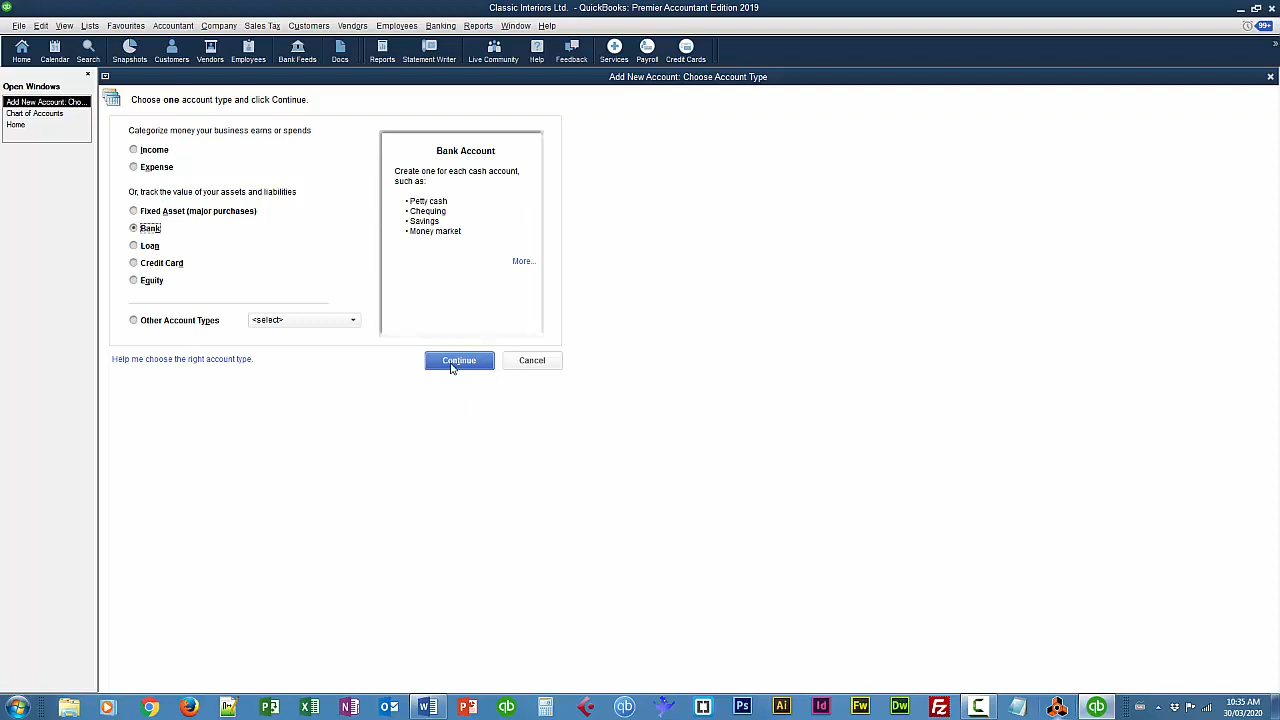 Classic Interiors Ltd. - QuickBooks: Premier Accountant Edition 2019
File Edit View Lists Favourites Accountant Company Sales Tax Customers Vendors Employees Banking Reports Window Help
99+
Home Calendar Search Snapshots Customers Vendors Employees Bank Feeds Docs Reports Statement Writer Live Community Help Feedback Services Payroll Credit Cards
Open Windows
Add New Account: Cho...
Chart of Accounts
Home
Add New Account: Choose Account Type
Choose one account type and click Continue.
Categorize money your business earns or spends
Income
Expense
Or, track the value of your assets and liabilities
Fixed Asset (major purchases)
Bank
Loan
Credit Card
Equity
Other Account Types
<select>
Bank Account
Create one for each cash account,
such as:
• Petty cash
• Chequing
• Savings
• Money market
More...
Help me choose the right account type.
Continue
Cancel
Ps Ai Id Fw Dw
10:35 AM
30/03/2020